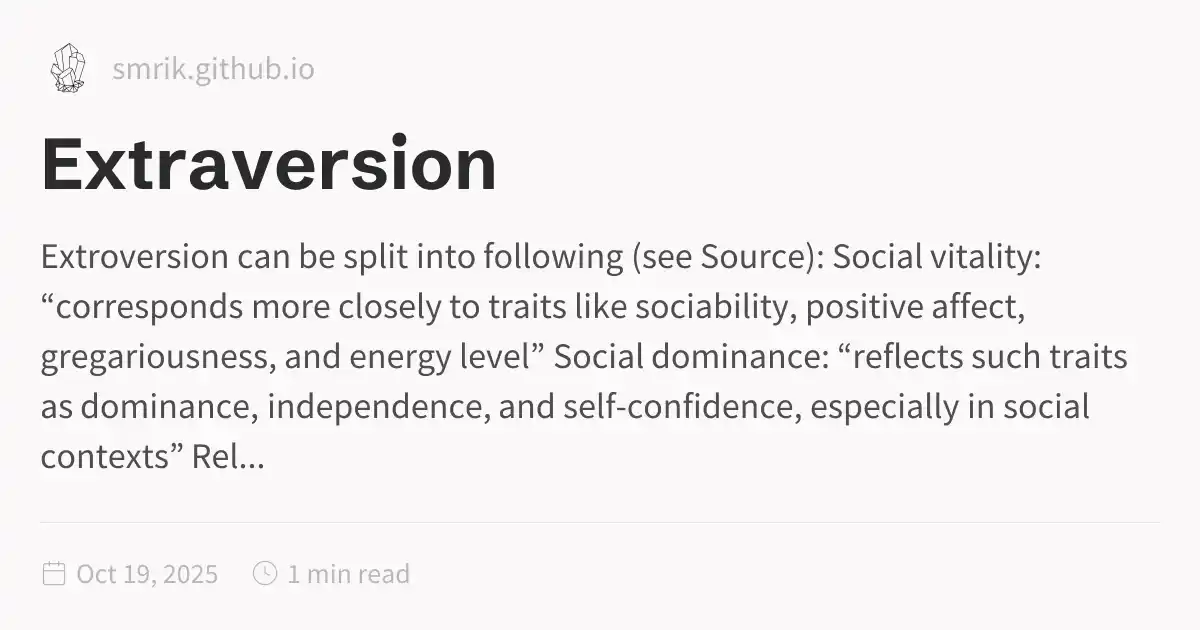 smrik.github.io
Extraversion
Extroversion can be split into following (see Source): Social vitality:
“corresponds more closely to traits like sociability, positive affect,
gregariousness, and energy level” Social dominance: “reflects such traits
as dominance, independence, and self-confidence, especially in social
contexts” Rel...
Oct 19, 2025 1 min read